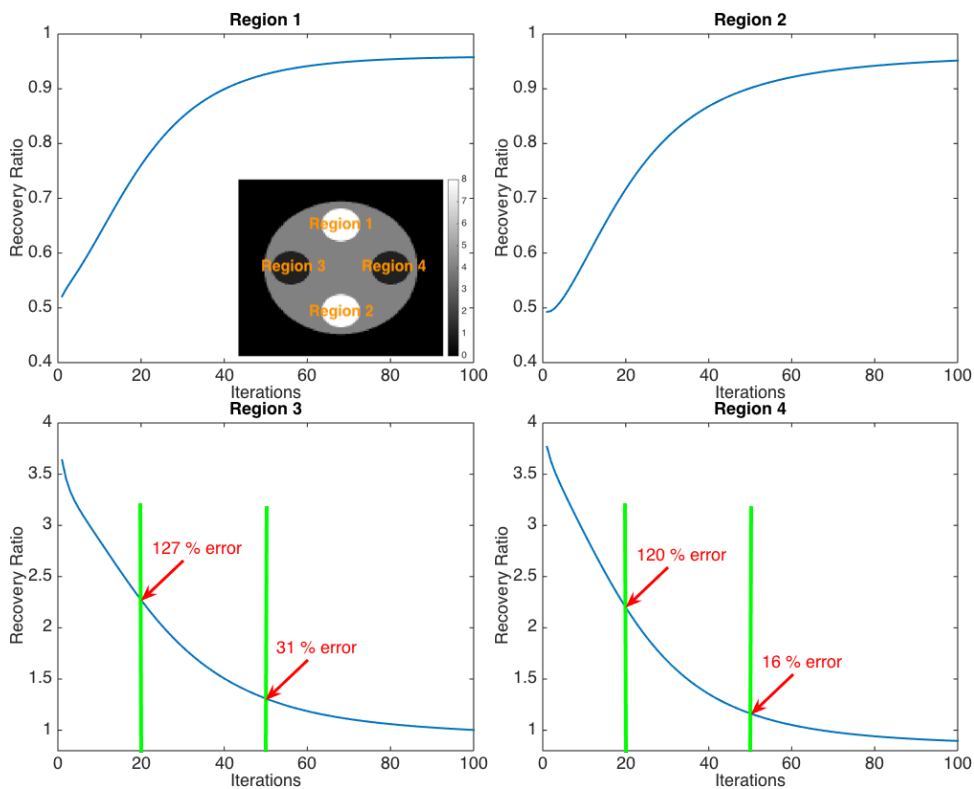 Region 1
Region 2
1
0.9
0.8
0.7
0.6
0.5
0.4
Recovery Ratio
0 20 40 60 80 100
Iterations
Region 1
Region 3 Region 4
Region 2
8
7
6
5
4
3
2
1
0
1
0.9
0.8
0.7
0.6
0.5
0.4
Recovery Ratio
0 20 40 60 80 100
Iterations
Region 3
Region 4
4
3.5
3
2.5
2
1.5
1
Recovery Ratio
127 % error
31 % error
0 20 40 60 80 100
Iterations
4
3.5
3
2.5
2
1.5
1
Recovery Ratio
120 % error
16 % error
0 20 40 60 80 100
Iterations